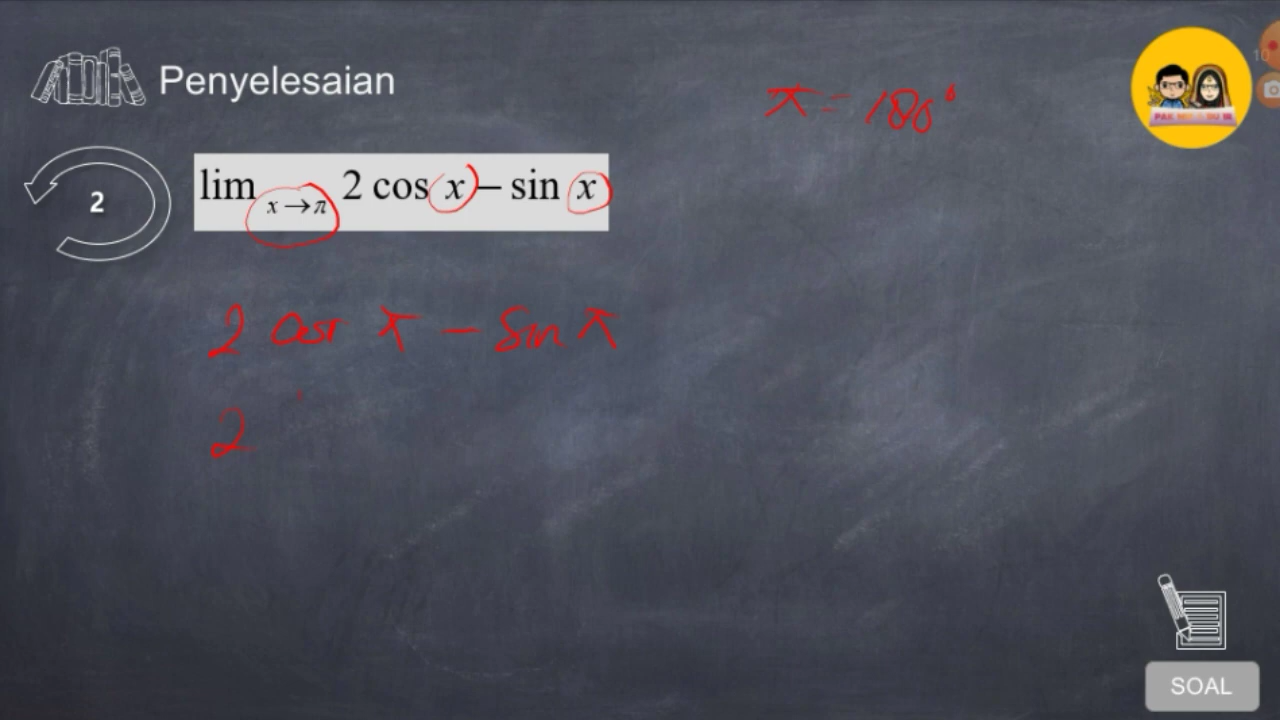 Penyelesaian
π = 180°
2
lim x→π 2 cos x – sin x
2 cos π – sin π
2
SOAL